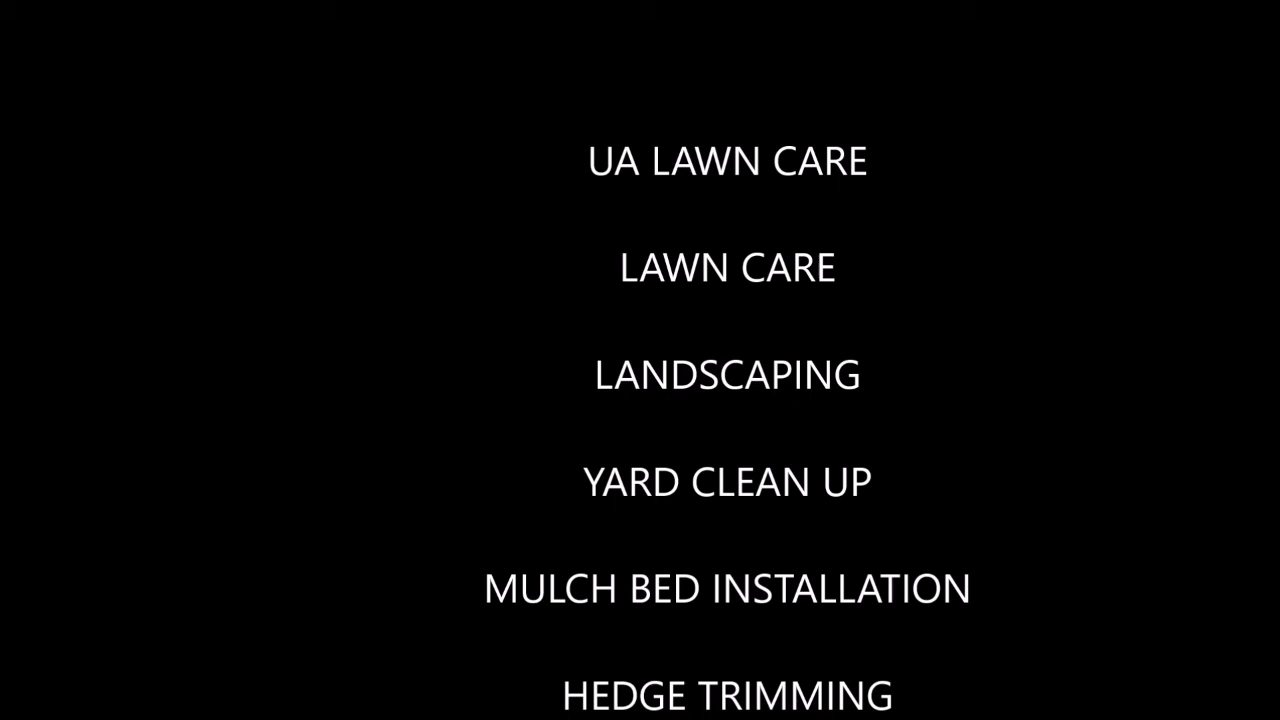 UA LAWN CARE
LAWN CARE
LANDSCAPING
YARD CLEAN UP
MULCH BED INSTALLATION
HEDGE TRIMMING